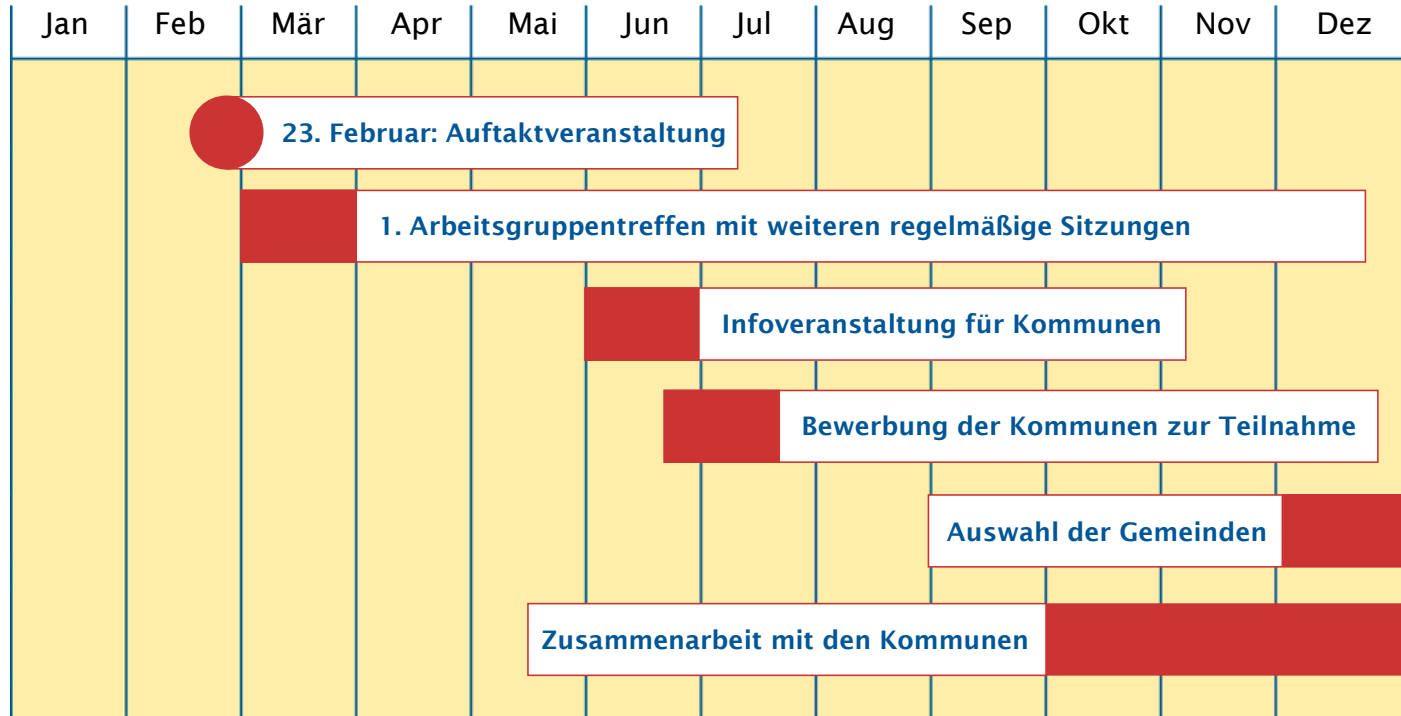 Jan Feb Mär Apr Mai Jun Jul Aug Sep Okt Nov Dez
23. Februar: Auftaktveranstaltung
1. Arbeitsgruppentreffen mit weiteren regelmäßige Sitzungen
Infoveranstaltung für Kommunen
Bewerbung der Kommunen zur Teilnahme
Auswahl der Gemeinden
Zusammenarbeit mit den Kommunen